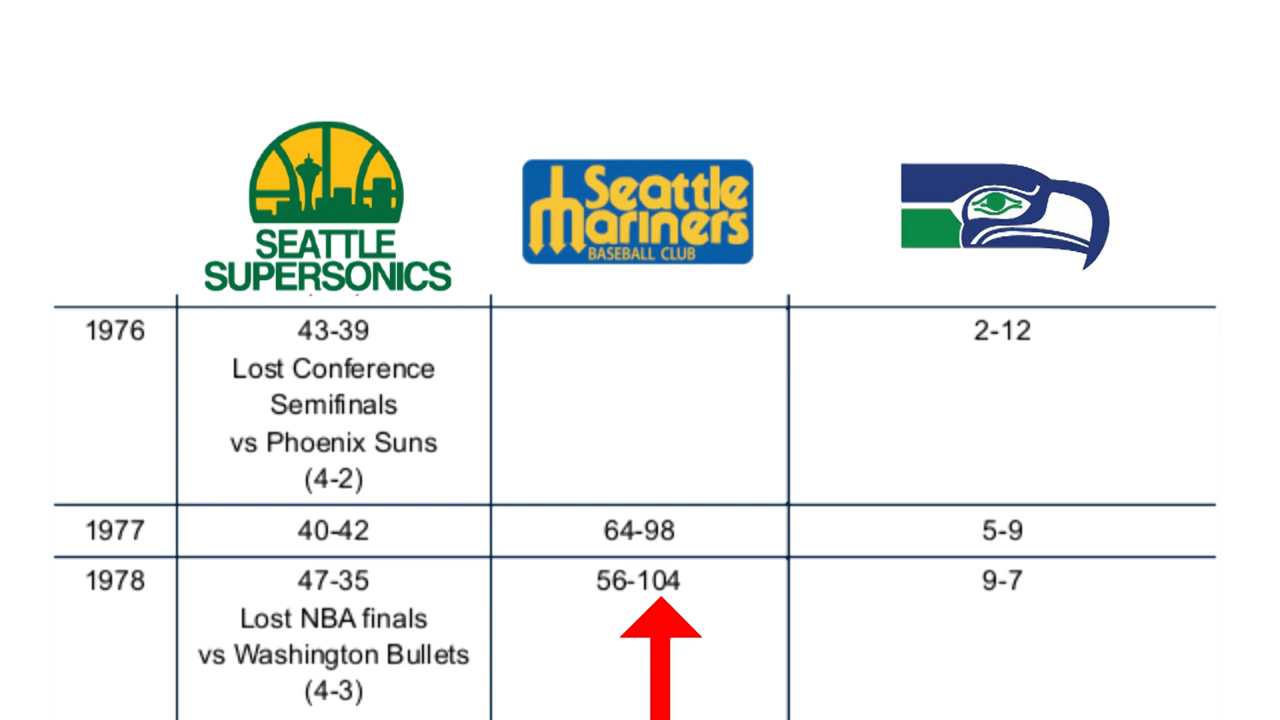 SEATTLE
SUPERSONICS
Seattle
Mariners
BASEBALL CLUB
1976 43-39 2-12
Lost Conference
Semifinals
vs Phoenix Suns
(4-2)
1977 40-42 64-98 5-9
1978 47-35 56-104 9-7
Lost NBA finals
vs Washington Bullets
(4-3)